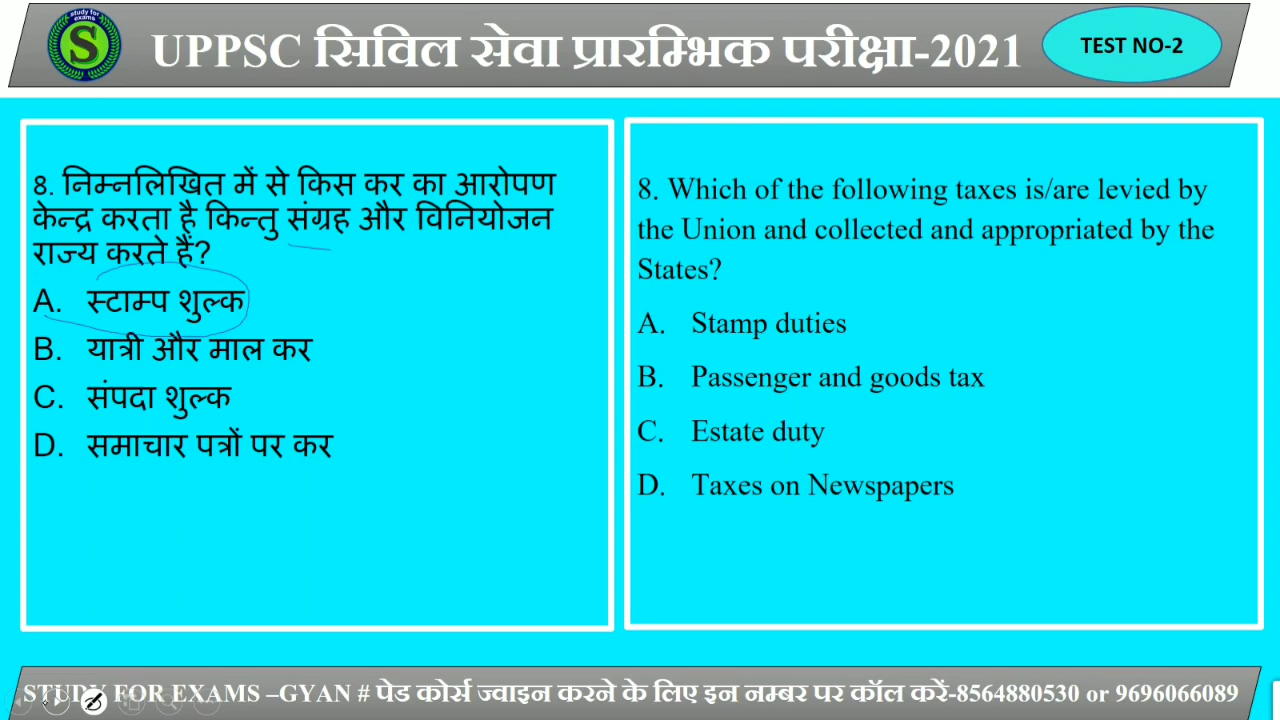 study for exams
S
UPPSC सिविल सेवा प्रारम्भिक परीक्षा-2021
TEST NO-2
8. निम्नलिखित में से किस कर का आरोपण
केन्द्र करता है किन्तु संग्रह और विनियोजन
राज्य करते हैं?
A. स्टाम्प शुल्क
B. यात्री और माल कर
C. संपदा शुल्क
D. समाचार पत्रों पर कर
8. Which of the following taxes is/are levied by
the Union and collected and appropriated by the
States?
A. Stamp duties
B. Passenger and goods tax
C. Estate duty
D. Taxes on Newspapers
STUDY FOR EXAMS –GYAN # पेड कोर्स ज्वाइन करने के लिए इन नम्बर पर कॉल करें-8564880530 or 9696066089